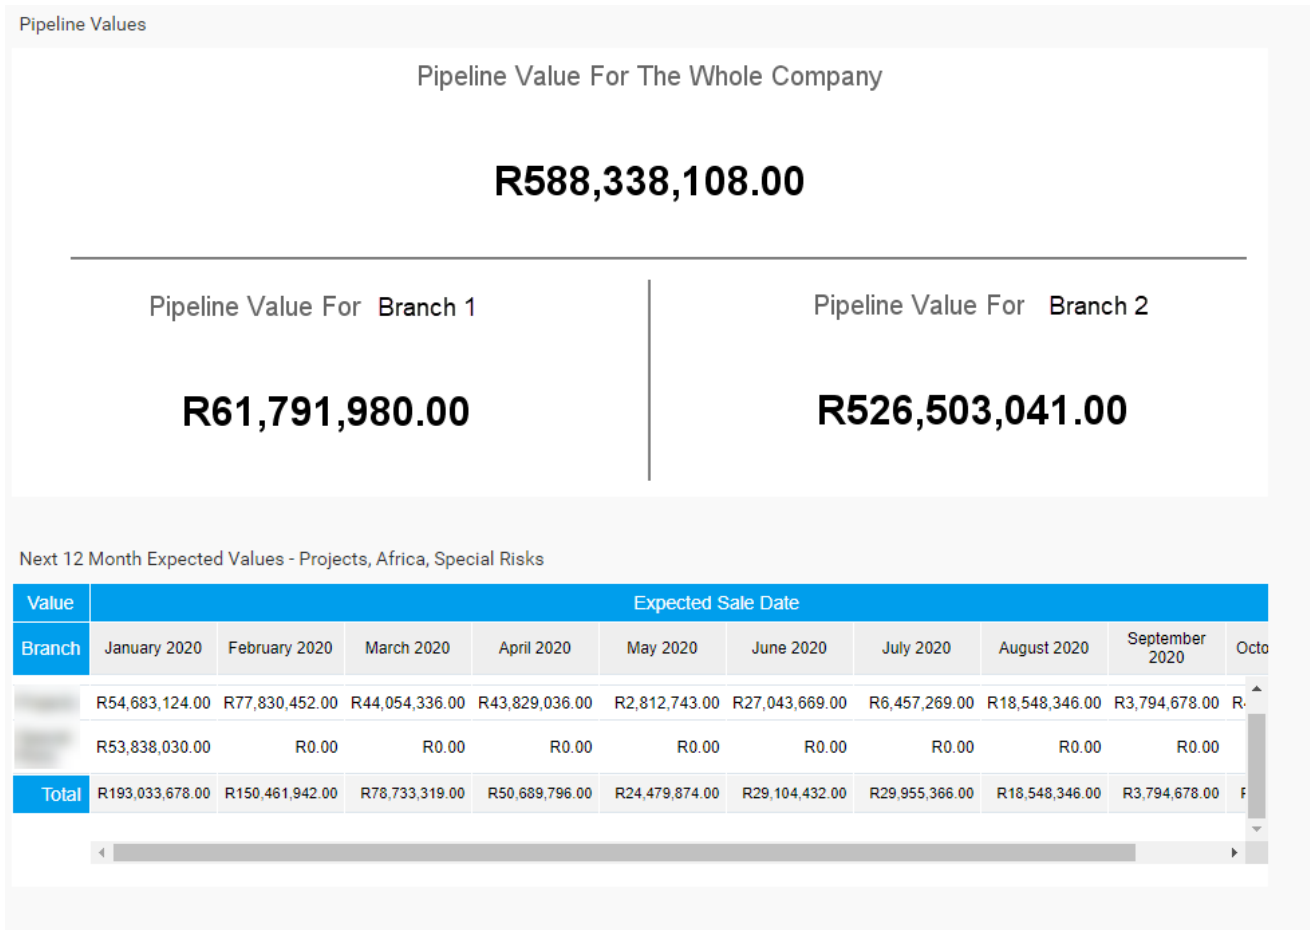 Pipeline Values
Pipeline Value For The Whole Company
R588,338,108.00
Pipeline Value For Branch 1
Pipeline Value For Branch 2
R61,791,980.00
R526,503,041.00
Next 12 Month Expected Values - Projects, Africa, Special Risks
Value Expected Sale Date
Branch January 2020 February 2020 March 2020 April 2020 May 2020 June 2020 July 2020 August 2020 September 2020 Octo
R54,683,124.00 R77,830,452.00 R44,054,336.00 R43,829,036.00 R2,812,743.00 R27,043,669.00 R6,457,269.00 R18,548,346.00 R3,794,678.00
R53,838,030.00 R0.00 R0.00 R0.00 R0.00 R0.00 R0.00 R0.00 R0.00
Total R193,033,678.00 R150,461,942.00 R78,733,319.00 R50,689,796.00 R24,479,874.00 R29,104,432.00 R29,955,366.00 R18,548,346.00 R3,794,678.00